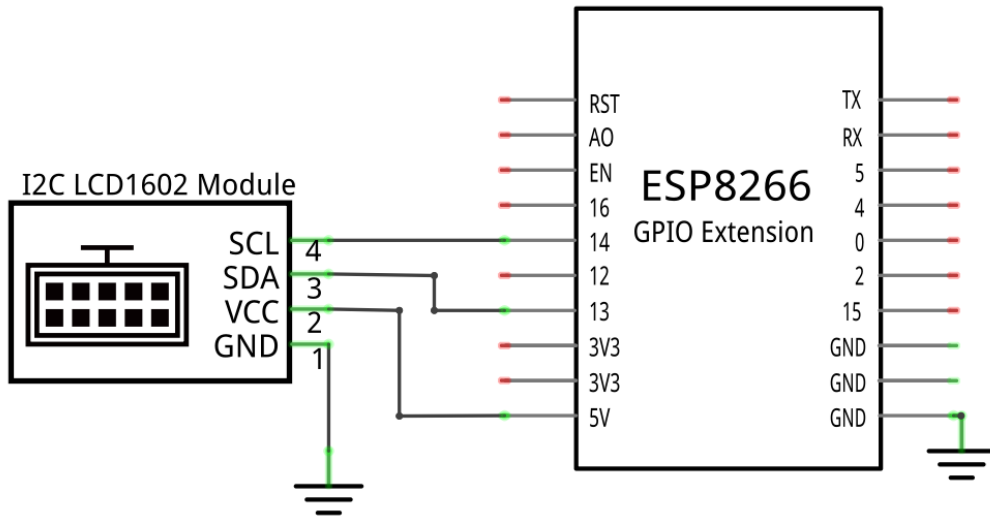 I2C LCD1602 Module
SCL 4
SDA 3
VCC 2
GND 1
ESP8266
GPIO Extension
RST
AO
EN
16
14
12
13
3V3
3V3
5V
TX
RX
5
4
0
2
15
GND
GND
GND